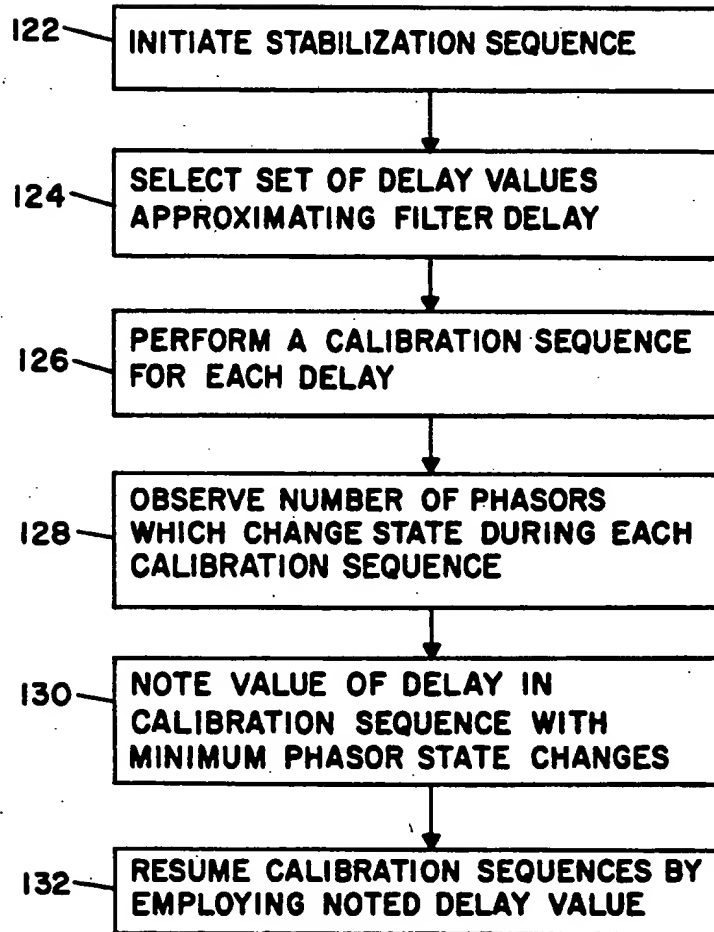 122
INITIATE STABILIZATION SEQUENCE
124
SELECT SET OF DELAY VALUES
APPROXIMATING FILTER DELAY
126
PERFORM A CALIBRATION SEQUENCE
FOR EACH DELAY
128
OBSERVE NUMBER OF PHASORS
WHICH CHANGE STATE DURING EACH
CALIBRATION SEQUENCE
130
NOTE VALUE OF DELAY IN
CALIBRATION SEQUENCE WITH
MINIMUM PHASOR STATE CHANGES
132
RESUME CALIBRATION SEQUENCES BY
EMPLOYING NOTED DELAY VALUE